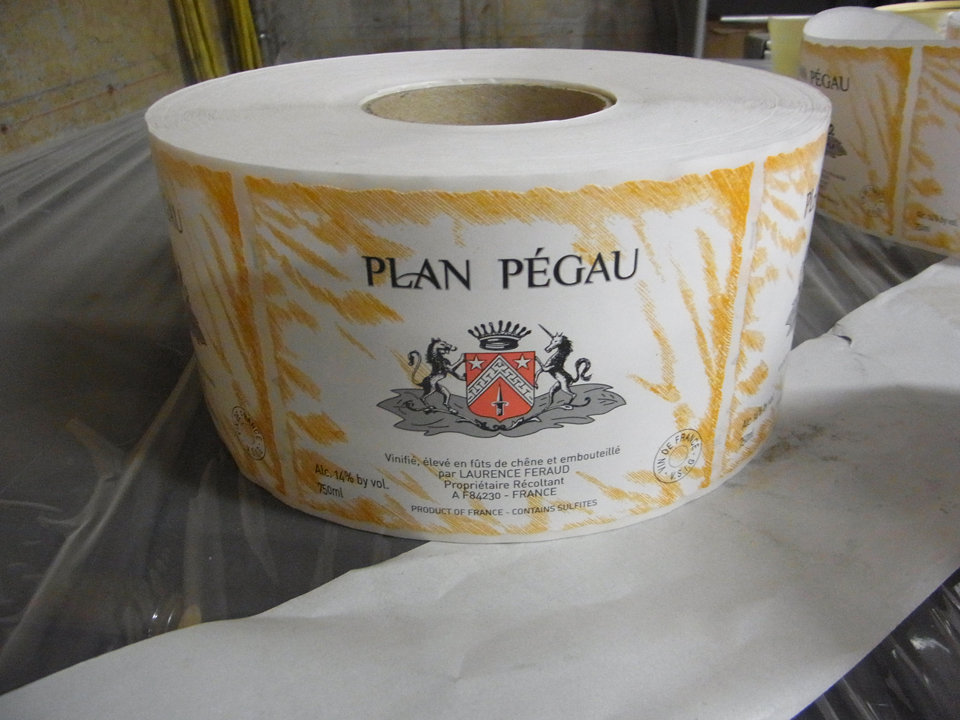 PLAN PÉGAU
Vinifié, élevé en fûts de chêne et embouteillé
par LAURENCE FERAUD
Propriétaire Récoltant
A F84230 - FRANCE
PRODUCT OF FRANCE - CONTAINS SULFITES
Alc. 14% by vol.
750ml
VIN DE FRANCE
PÉGAU